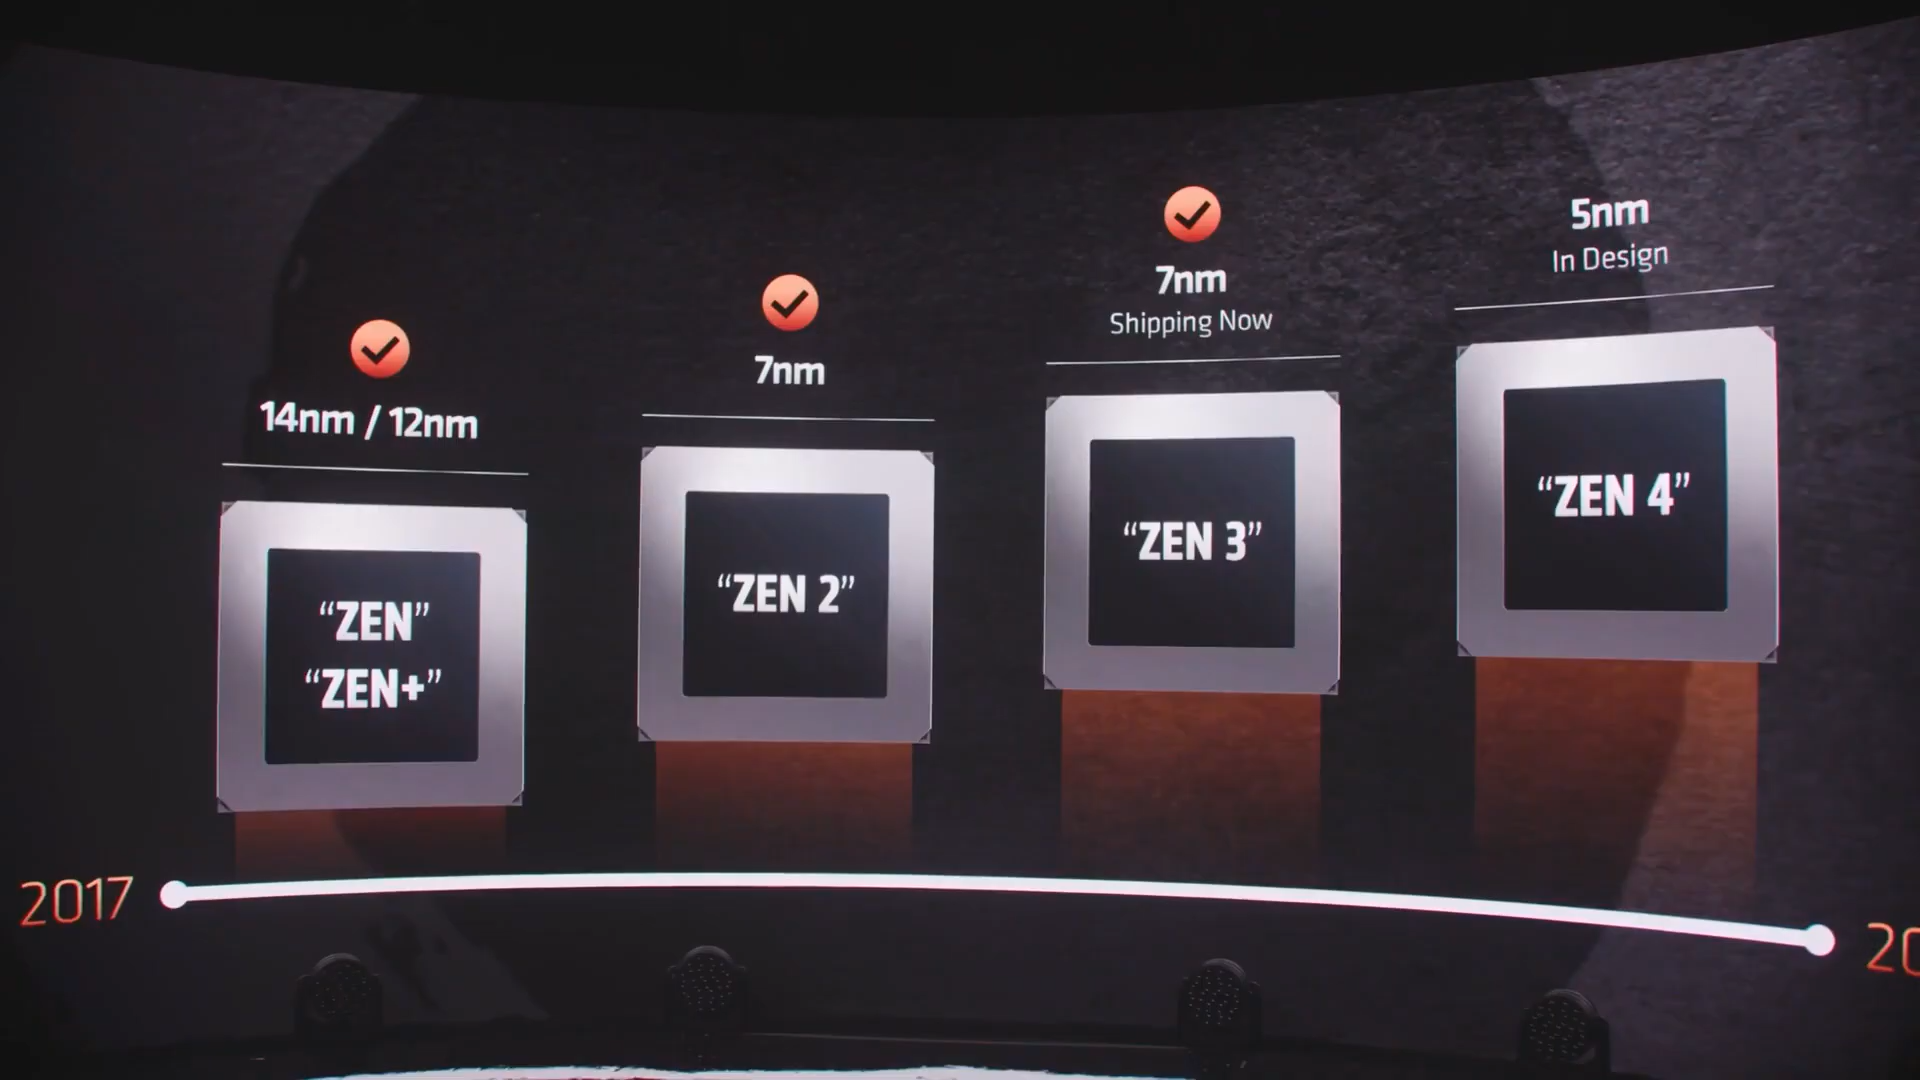 14nm / 12nm
"ZEN"
"ZEN+"
7nm
"ZEN 2"
7nm
Shipping Now
"ZEN 3"
5nm
In Design
"ZEN 4"
2017